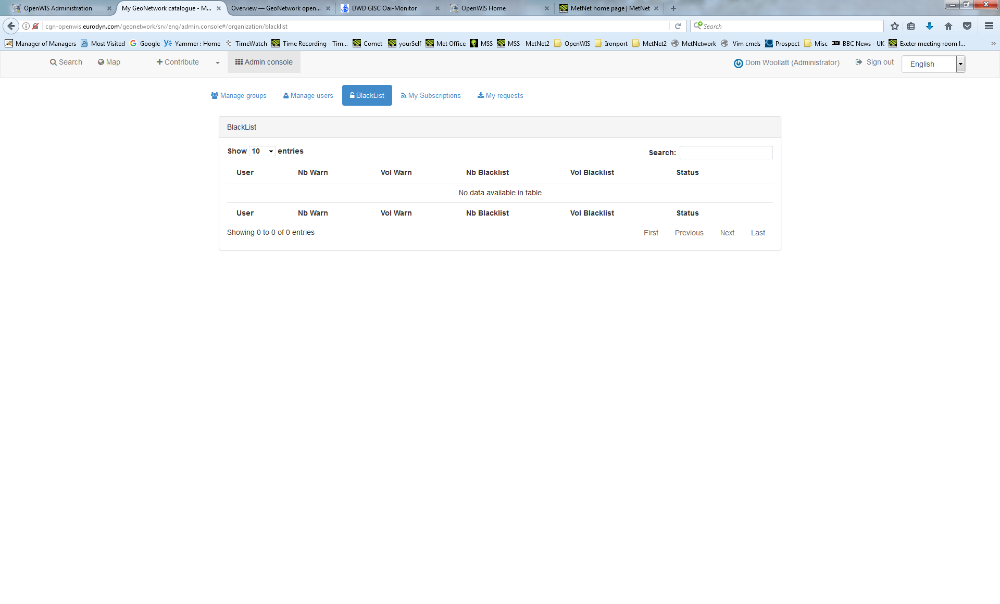 OpenWIS Administration My GeoNetwork catalogue - M... Overview — GeoNetwork open... DWD GISC Oai-Monitor OpenWIS Home MetNet home page | MetNet
cgn-openwis.eurodyn.com/geonetwork/srv/eng/admin.console#/organization/blacklist Search
Manager of Managers Most Visited Google Yammer : Home TimeWatch Time Recording - Tim... Comet yourSelf Met Office MSS MSS - MetNet2 OpenWIS Ironport MetNet2 MetNetwork Vim cmds Prospect Misc BBC BBC News - UK Exeter meeting room l... »
Search Map Contribute Admin console Dom Woollatt (Administrator) Sign out English
Manage groups Manage users BlackList My Subscriptions My requests
BlackList
Show 10 entries Search:
User Nb Warn Vol Warn Nb Blacklist Vol Blacklist Status
No data available in table
User Nb Warn Vol Warn Nb Blacklist Vol Blacklist Status
Showing 0 to 0 of 0 entries First Previous Next Last